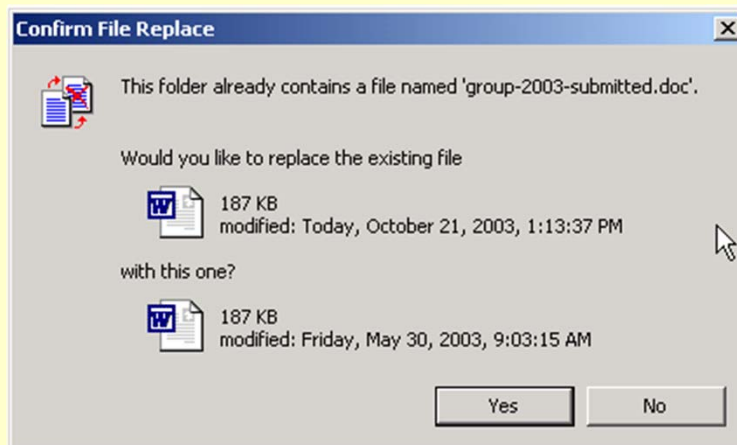 Confirm File Replace
This folder already contains a file named 'group-2003-submitted.doc'.
Would you like to replace the existing file
187 KB
modified: Today, October 21, 2003, 1:13:37 PM
with this one?
187 KB
modified: Friday, May 30, 2003, 9:03:15 AM
Yes
No